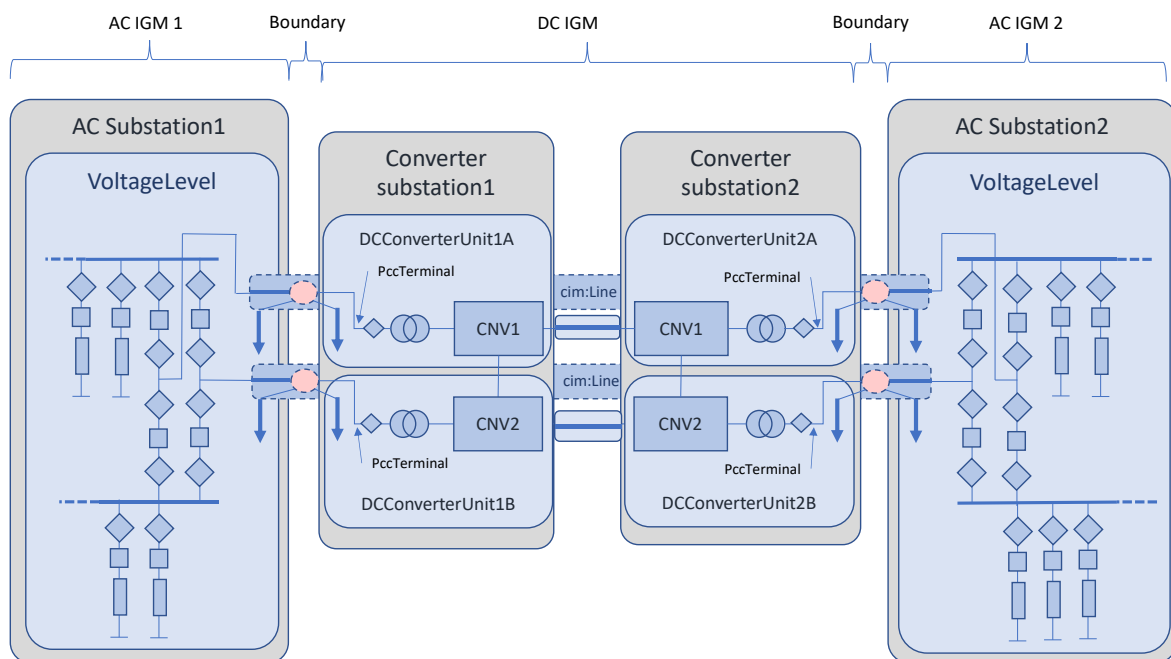 AC IGM 1
Boundary
DC IGM
Boundary
AC IGM 2
AC Substation1
VoltageLevel
Converter
substation1
DCConverterUnit1A
PccTerminal
CNV1
CNV2
PccTerminal
DCConverterUnit1B
cim:Line
cim:Line
Converter
substation2
DCConverterUnit2A
PccTerminal
CNV1
CNV2
PccTerminal
DCConverterUnit2B
AC Substation2
VoltageLevel